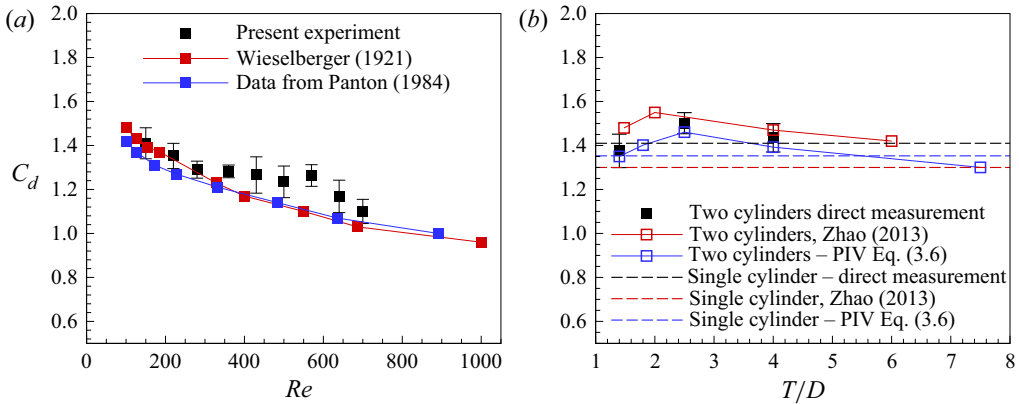 (a)
2.0
1.8
1.6
1.4
1.2
1.0
0.8
0.6
C_d
0
200
400
600
800
1000
Re
Present experiment
Wieselberger (1921)
Data from Panton (1984)
(b)
2.0
1.8
1.6
1.4
1.2
1.0
0.8
0.6
Two cylinders direct measurement
Two cylinders, Zhao (2013)
Two cylinders – PIV Eq. (3.6)
Single cylinder – direct measurement
Single cylinder, Zhao (2013)
Single cylinder – PIV Eq. (3.6)
1
2
3
4
5
6
7
8
T/D